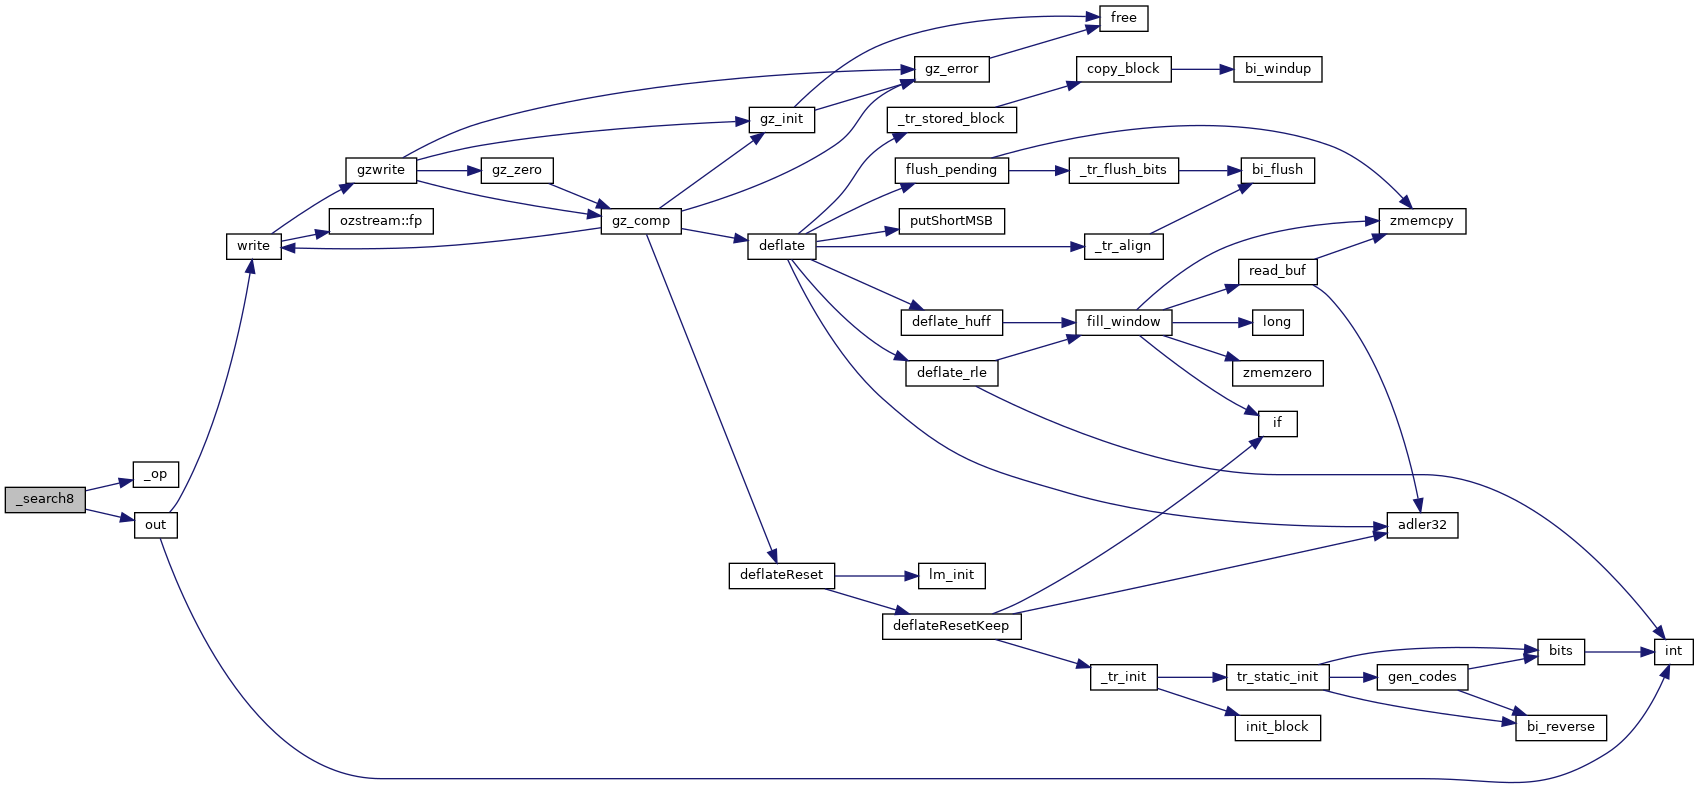 free
gz_error
copy_block
bi_windup
gz_init
_tr_stored_block
gzwrite
gz_zero
flush_pending
_tr_flush_bits
bi_flush
ozstream::fp
gz_comp
putShortMSB
zmemcpy
write
deflate
_tr_align
read_buf
deflate_huff
fill_window
long
deflate_rle
zmemzero
if
_op
_search8
out
adler32
deflateReset
lm_init
deflateResetKeep
bits
int
_tr_init
tr_static_init
gen_codes
init_block
bi_reverse